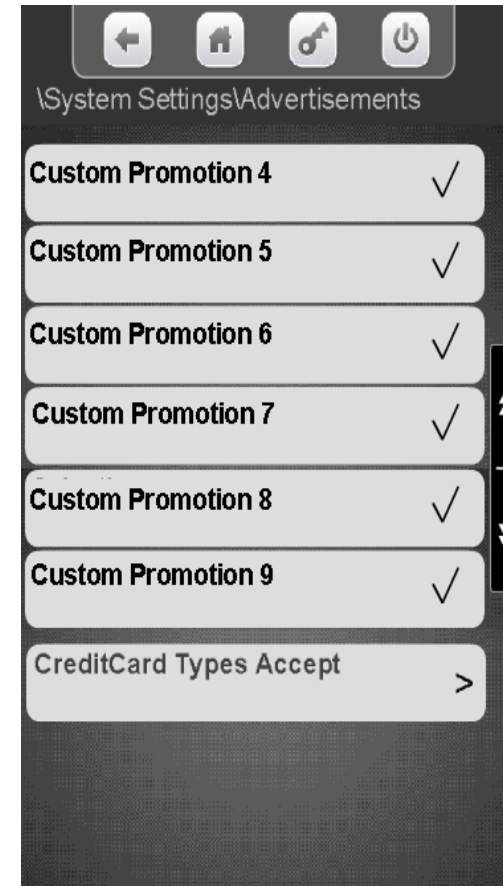 \System Settings\Advertisements
Custom Promotion 4
Custom Promotion 5
Custom Promotion 6
Custom Promotion 7
Custom Promotion 8
Custom Promotion 9
CreditCard Types Accept
>